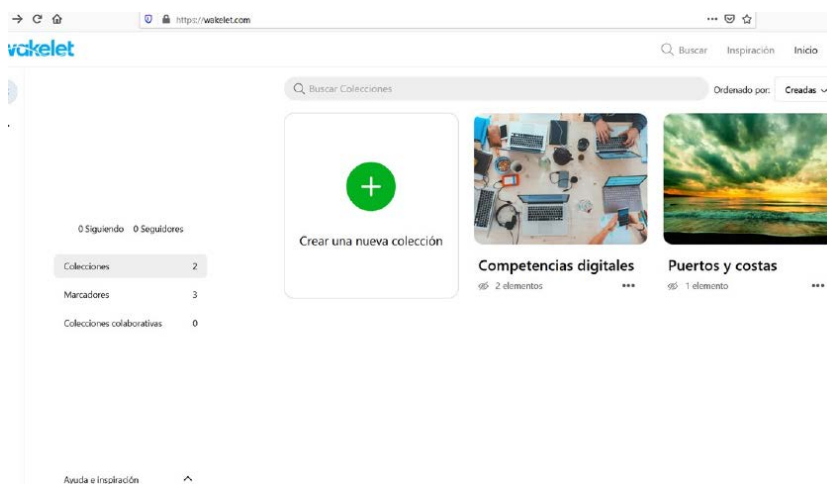 https://wakelet.com
wakelet
Buscar Inspiración Inicio
Buscar Colecciones
Ordenado por: Creadas
0 Siguiendo 0 Seguidores
Crear una nueva colección
Competencias digitales
2 elementos
Puertos y costas
1 elemento
Colecciones 2
Marcadores 3
Colecciones colaborativas 0
Ayuda e inspiración